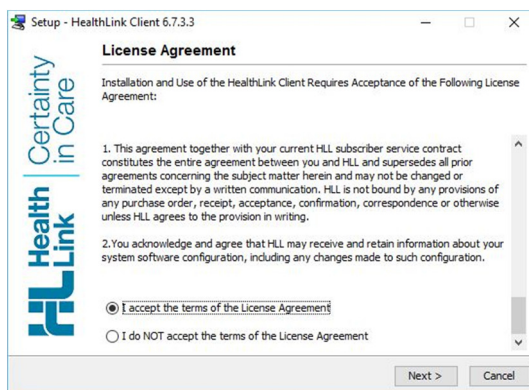 Setup - HealthLink Client 6.7.3.3
License Agreement
Installation and Use of the HealthLink Client Requires Acceptance of the Following License
Agreement:
1. This agreement together with your current HLL subscriber service contract
constitutes the entire agreement between you and HLL and supersedes all prior
agreements concerning the subject matter herein and may not be changed or
terminated except by a written communication. HLL is not bound by any provisions of
any purchase order, receipt, acceptance, confirmation, correspondence or otherwise
unless HLL agrees to the provision in writing.
2.You acknowledge and agree that HLL may receive and retain information about your
system software configuration, including any changes made to such configuration.
I accept the terms of the License Agreement
I do NOT accept the terms of the License Agreement
Next >
Cancel
Health
Link
Certainty
in Care